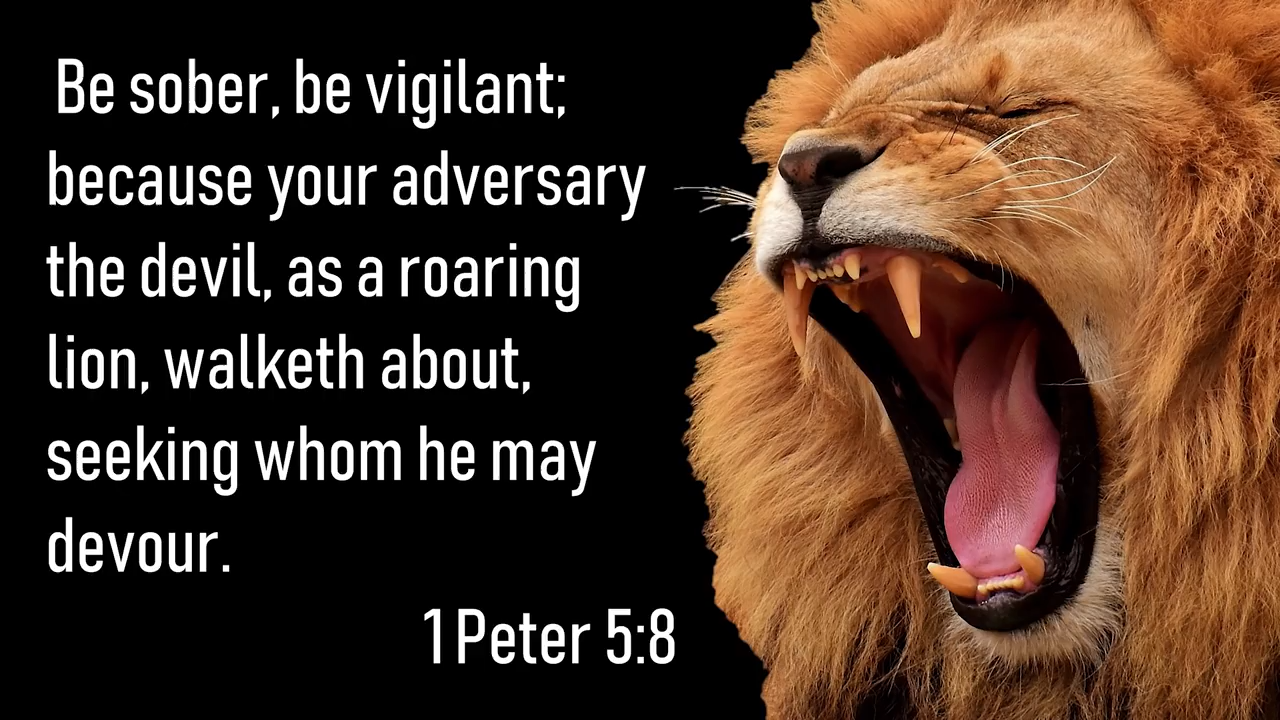 Be sober, be vigilant;
because your adversary
the devil, as a roaring
lion, walketh about,
seeking whom he may
devour.
1 Peter 5:8